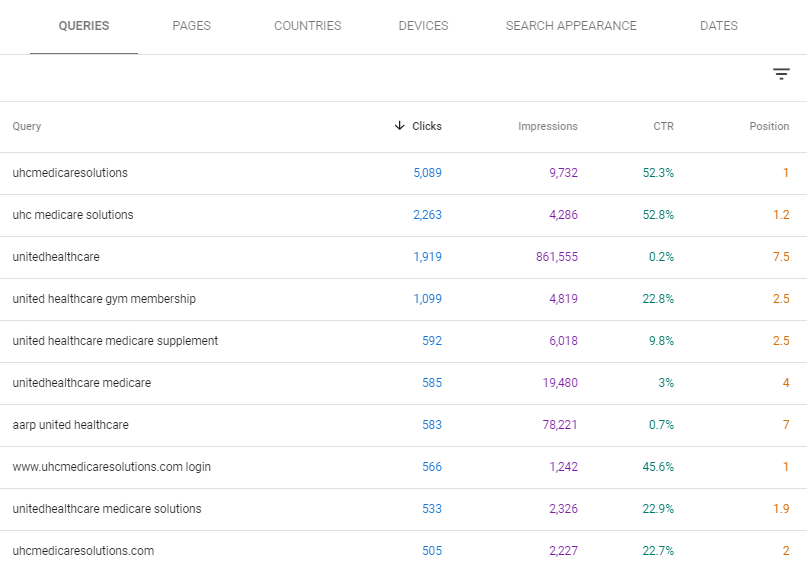 QUERIES PAGES COUNTRIES DEVICES SEARCH APPEARANCE DATES
Query Clicks Impressions CTR Position
uhcmedicaresolutions 5,089 9,732 52.3% 1
uhc medicare solutions 2,263 4,286 52.8% 1.2
unitedhealthcare 1,919 861,555 0.2% 7.5
united healthcare gym membership 1,099 4,819 22.8% 2.5
united healthcare medicare supplement 592 6,018 9.8% 2.5
unitedhealthcare medicare 585 19,480 3% 4
aarp united healthcare 583 78,221 0.7% 7
www.uhcmedicaresolutions.com login 566 1,242 45.6% 1
unitedhealthcare medicare solutions 533 2,326 22.9% 1.9
uhcmedicaresolutions.com 505 2,227 22.7% 2